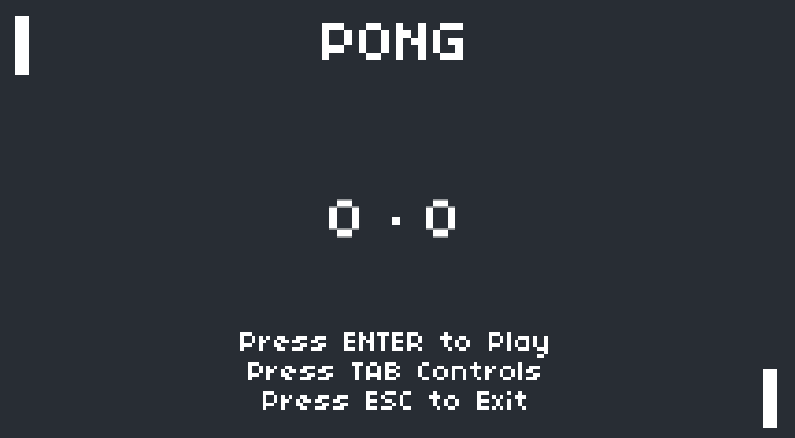 PONG
0 0
Press ENTER to Play
Press TAB Controls
Press ESC to Exit